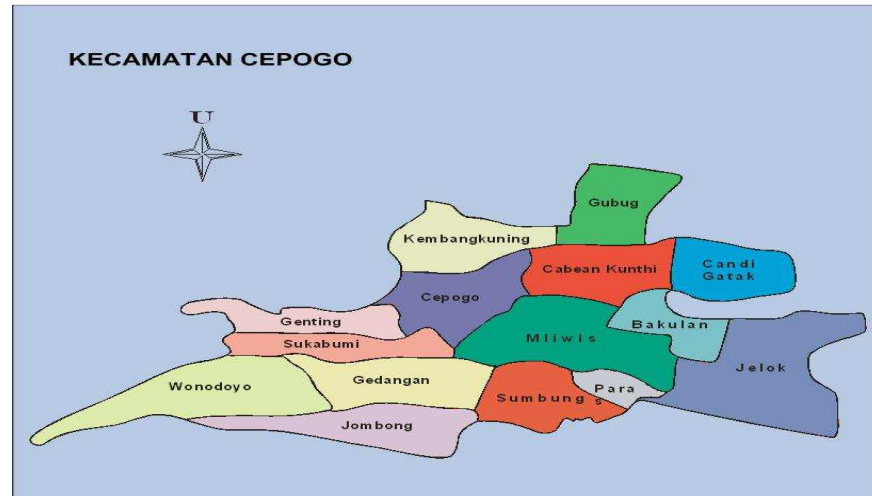 KECAMATAN CEPOGO
U
Gubug
Kembangkuning
Cabean Kunthi
Candi
Gatak
Cepogo
Genting
Bakulan
Sukabumi
Mliwis
Jelok
Wonodoyo
Gedangan
Para
Sumbung s
Jombong